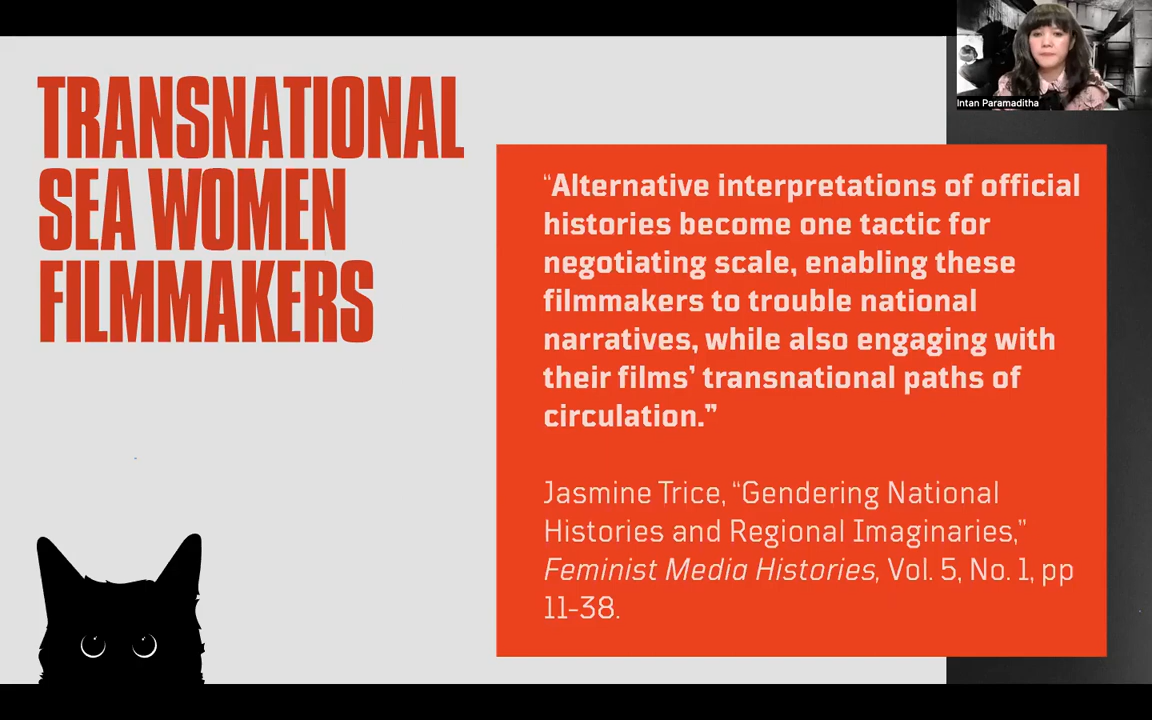 TRANSNATIONAL
SEA WOMEN
FILMMAKERS
“Alternative interpretations of official
histories become one tactic for
negotiating scale, enabling these
filmmakers to trouble national
narratives, while also engaging with
their films’ transnational paths of
circulation.”
Jasmine Trice, “Gendering National
Histories and Regional Imaginaries,”
Feminist Media Histories, Vol. 5, No. 1, pp
11-38.
Intan Paramaditha